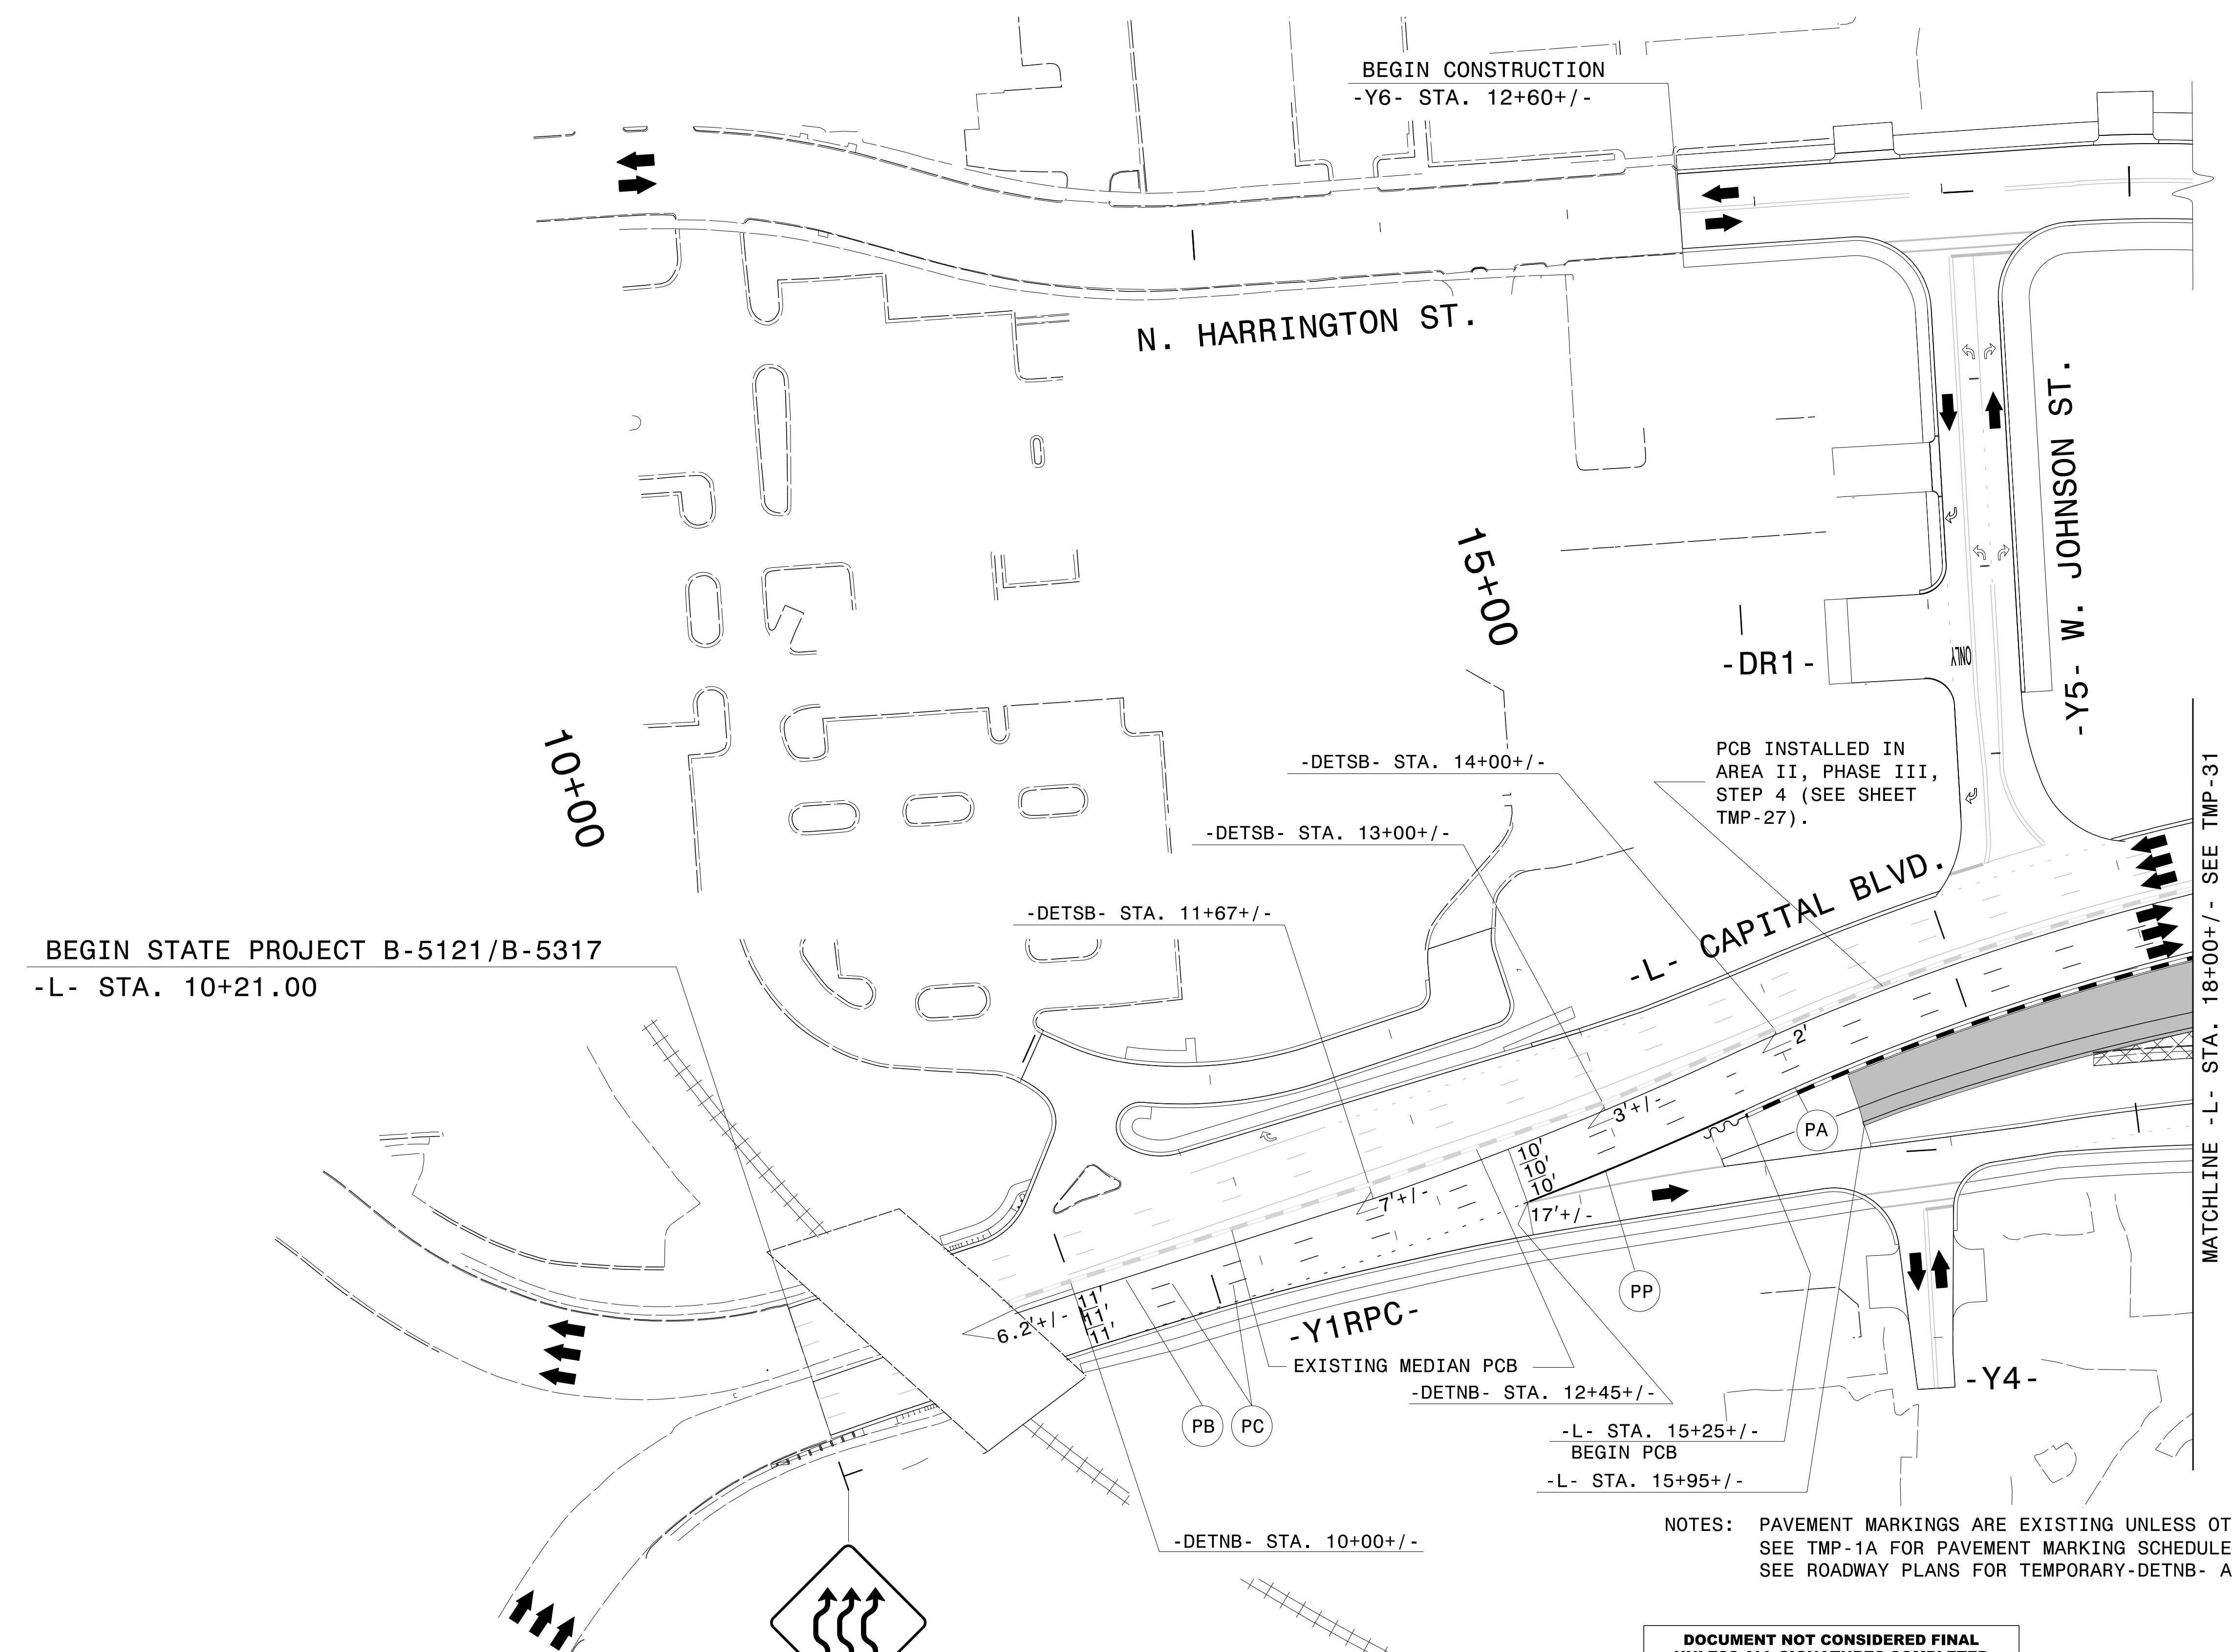 BEGIN CONSTRUCTION
-Y6- STA. 12+60+/-
N. HARRINGTON ST.
-Y5- W. JOHNSON ST.
15+00
10+00
-DR1-
ONLY
PCB INSTALLED IN
AREA II, PHASE III,
STEP 4 (SEE SHEET
TMP-27).
-DETSB- STA. 14+00+/-
-DETSB- STA. 13+00+/-
-DETSB- STA. 11+67+/-
-L- CAPITAL BLVD.
MATCHLINE -L- STA. 18+00+/- SEE TMP-31
BEGIN STATE PROJECT B-5121/B-5317
-L- STA. 10+21.00
2'
3'+/-
PA
10'
10'
10'
7'+/-
17'+/-
PP
6.2'+/-
11'
11'
11'
-Y1RPC-
EXISTING MEDIAN PCB
-DETNB- STA. 12+45+/-
-Y4-
PB
PC
-L- STA. 15+25+/-
BEGIN PCB
-L- STA. 15+95+/-
-DETNB- STA. 10+00+/-
NOTES: PAVEMENT MARKINGS ARE EXISTING UNLESS OT
SEE TMP-1A FOR PAVEMENT MARKING SCHEDULE
SEE ROADWAY PLANS FOR TEMPORARY-DETNB- A
DOCUMENT NOT CONSIDERED FINAL
UNLESS ALL SIGNATURES COMPLETED